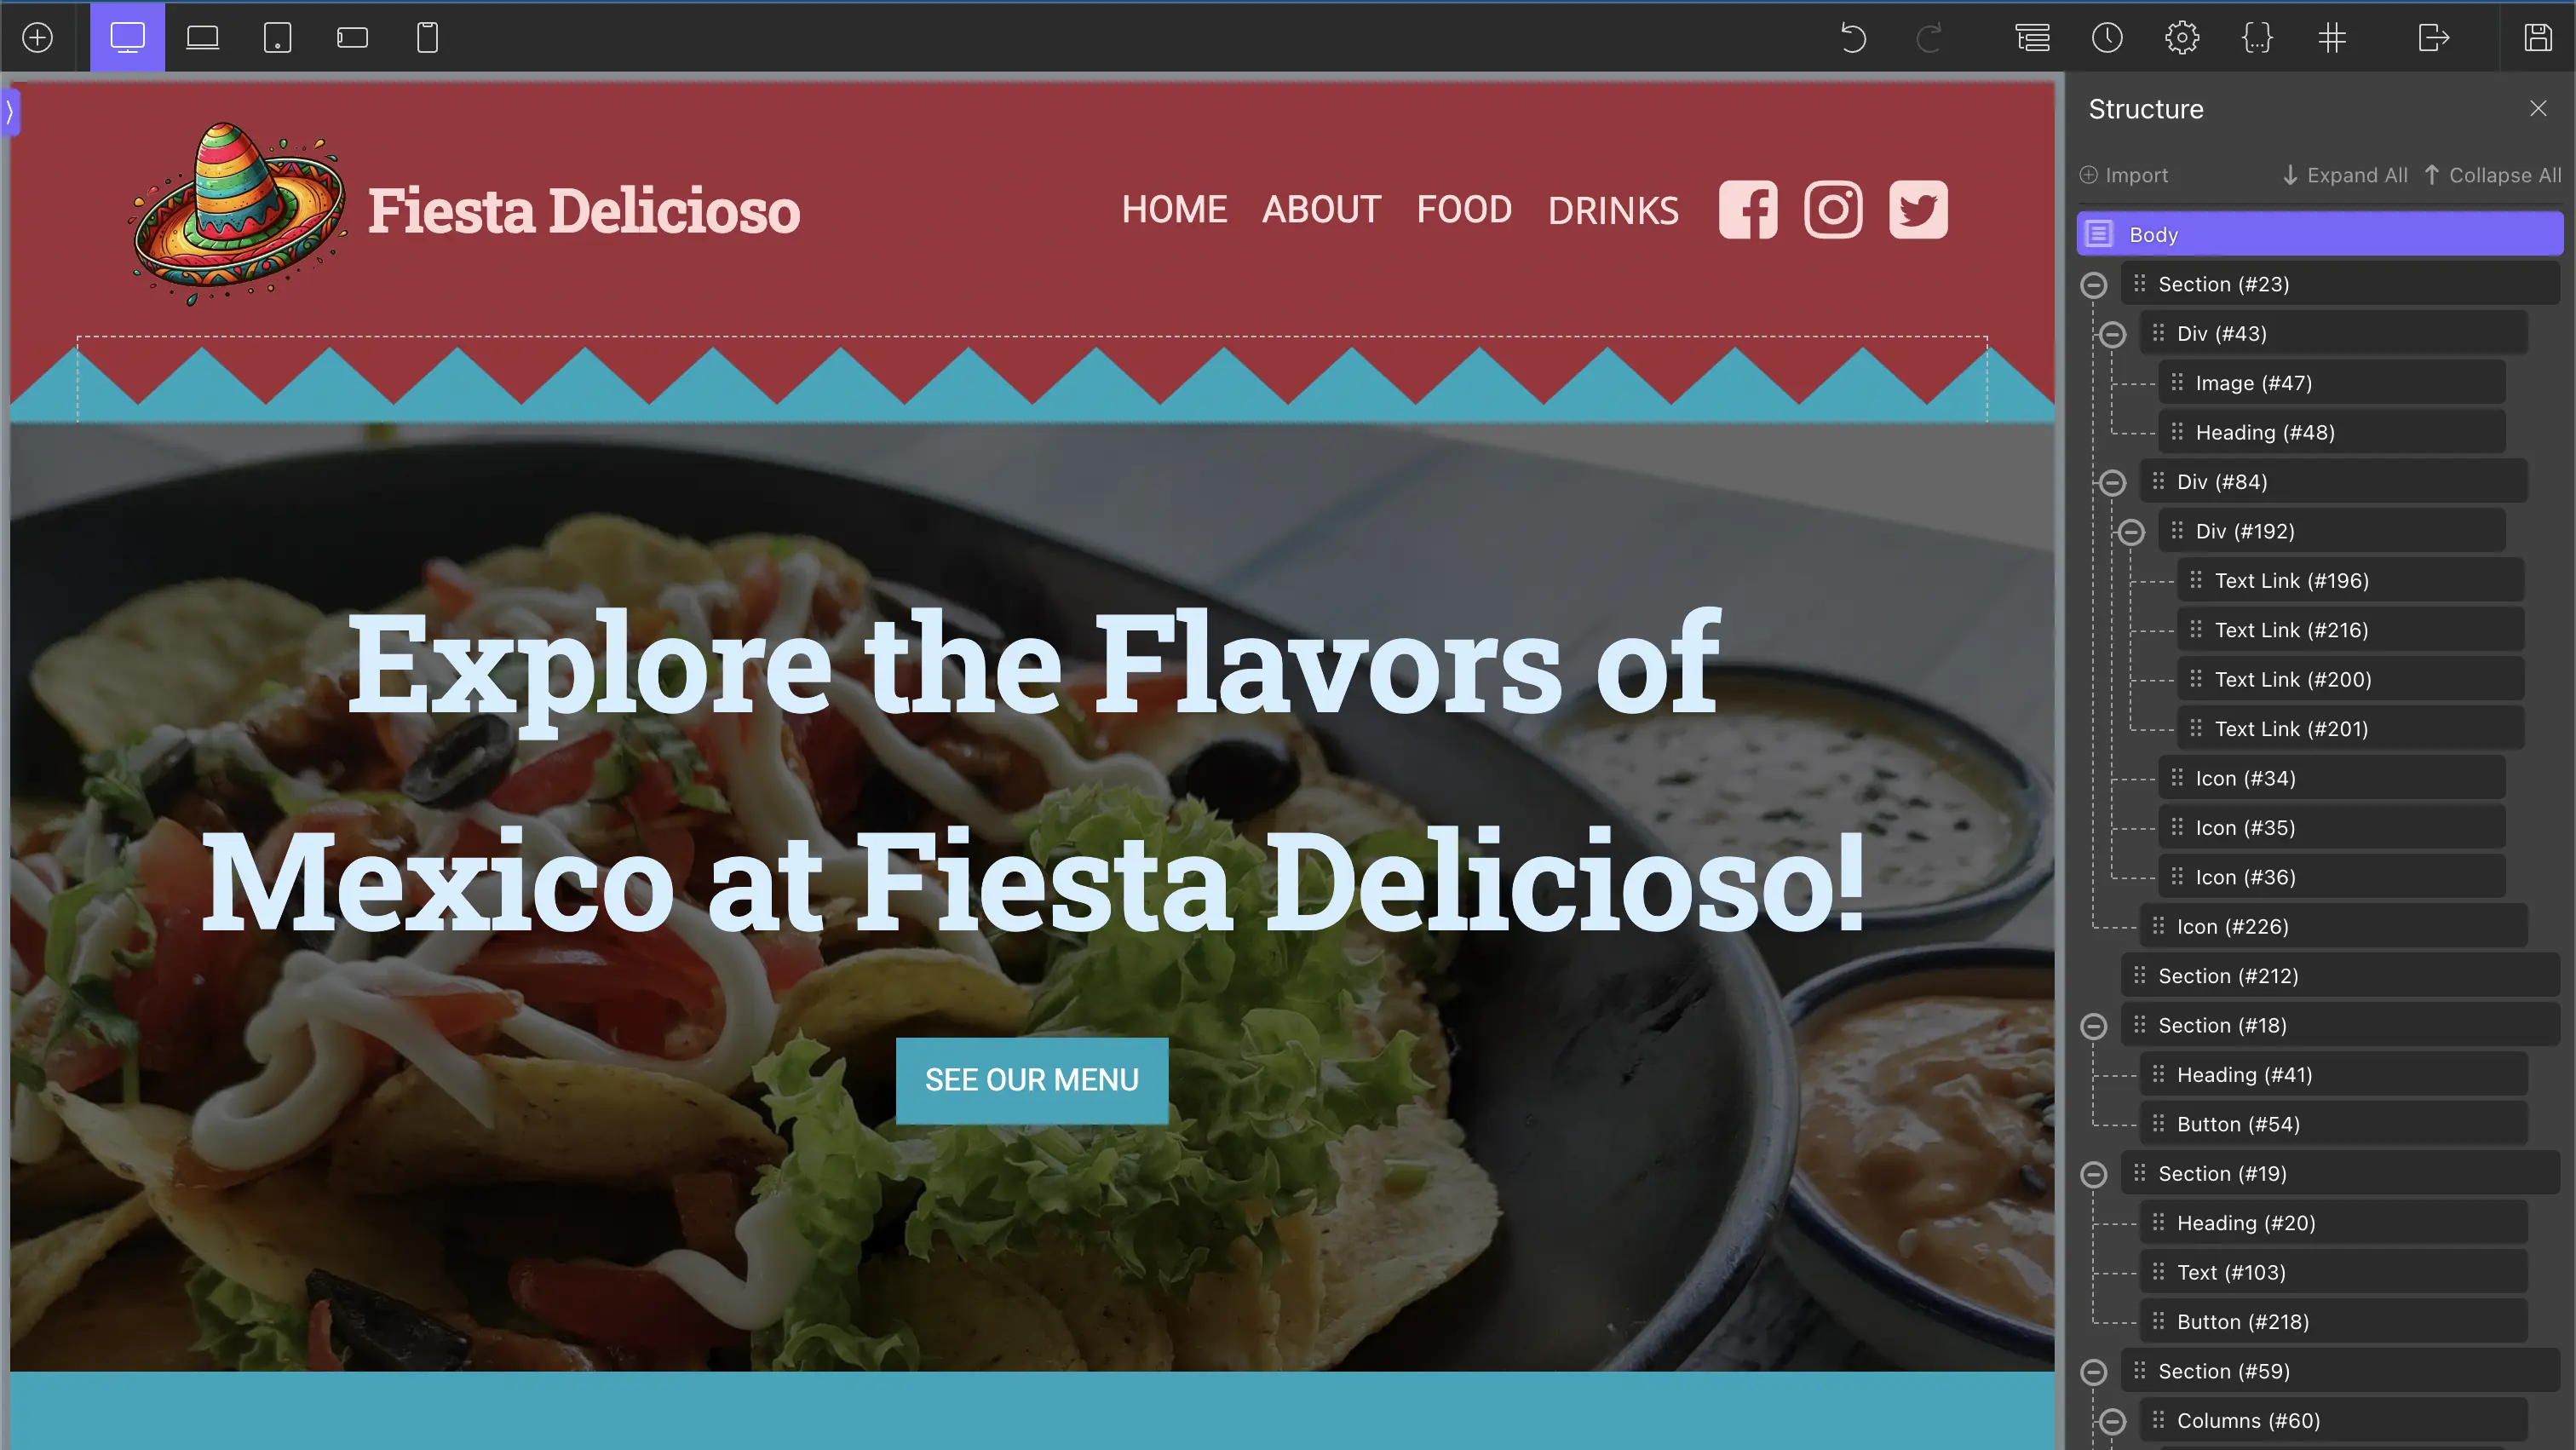 Fiesta Delicioso
HOME ABOUT FOOD DRINKS
Explore the Flavors of
Mexico at Fiesta Delicioso!
SEE OUR MENU
Structure
Import Expand All Collapse All
Body
Section (#23)
Div (#43)
Image (#47)
Heading (#48)
Div (#84)
Div (#192)
Text Link (#196)
Text Link (#216)
Text Link (#200)
Text Link (#201)
Icon (#34)
Icon (#35)
Icon (#36)
Icon (#226)
Section (#212)
Section (#18)
Heading (#41)
Button (#54)
Section (#19)
Heading (#20)
Text (#103)
Button (#218)
Section (#59)
Columns (#60)